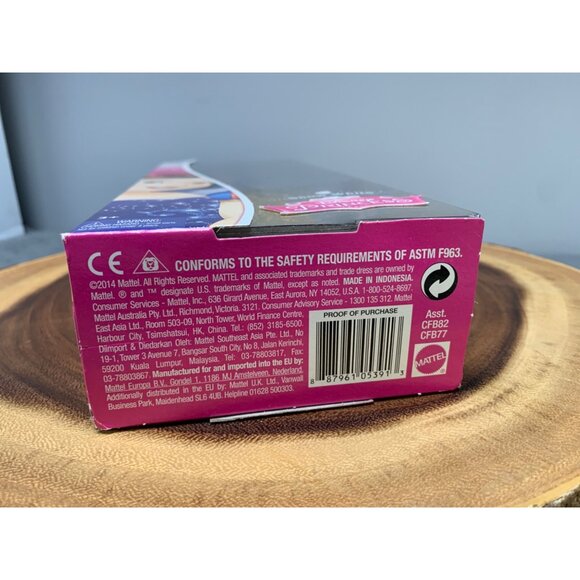 WARNING:
White
CE CONFORMS TO THE SAFETY REQUIREMENTS OF ASTM F963.
©2014 Mattel. All Rights Reserved. MATTEL and associated trademarks and trade dress are owned by
Mattel. ® and ™ designate U.S. trademarks of Mattel, except as noted. MADE IN INDONESIA.
Consumer Services - Mattel, Inc., 636 Girard Avenue, East Aurora, NY 14052, U.S.A. 1-800-524-8697.
Mattel Australia Pty. Ltd., Richmond, Victoria, 3121. Consumer Advisory Service - 1300 135 312. Mattel
East Asia Ltd., Room 503-09, North Tower, World Finance Centre,
Harbour City, Tsimshatsui, HK, China. Tel.: (852) 3185-6500.
Diimport & Diedarkan Oleh: Mattel Southeast Asia Pte. Ltd., No
19-1, Tower 3 Avenue 7, Bangsar South City, No 8, Jalan Kerinchi,
59200 Kuala Lumpur, Malaysia. Tel: 03-78803817, Fax:
03-78803867. Manufactured for and imported into the EU by:
Mattel Europa B.V., Gondel 1, 1186 MJ Amstelveen, Nederland.
Additionally distributed in the EU by: Mattel U.K. Ltd., Vanwall
Business Park, Maidenhead SL6 4UB. Helpline 01628 500303.
PROOF OF PURCHASE
8 87961 05391 3
Asst.
CFB82
CFB77
MATTEL